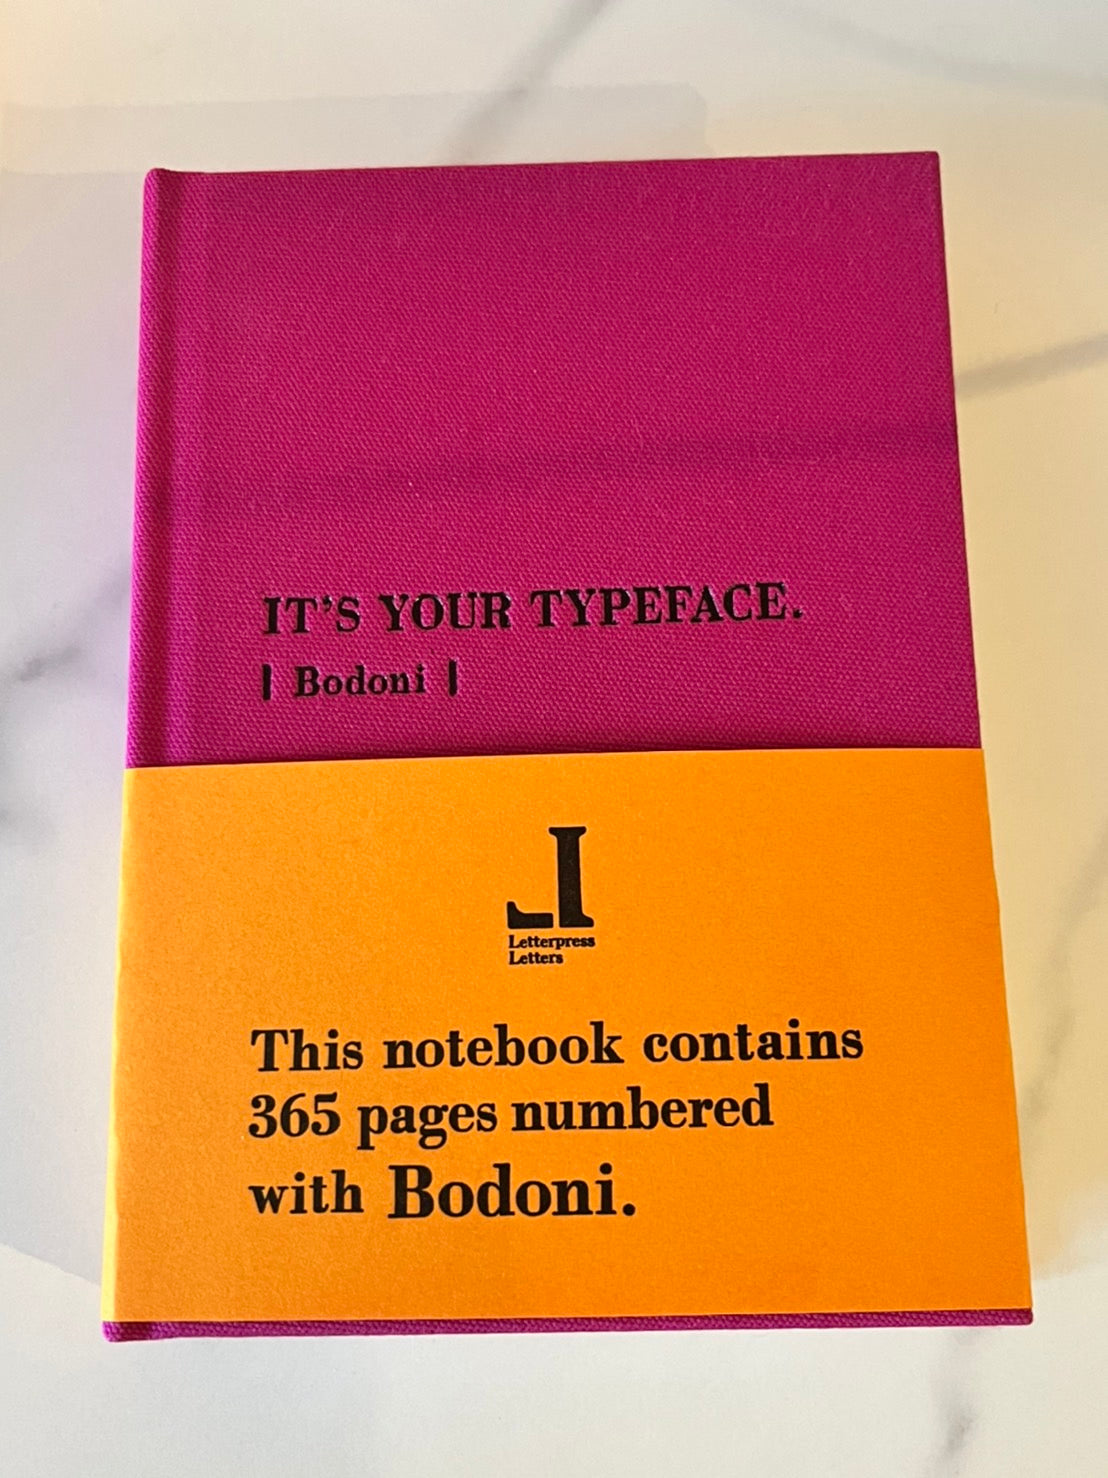 IT'S YOUR TYPEFACE.
| Bodoni |
Letterpress
Letters
This notebook contains
365 pages numbered
with Bodoni.